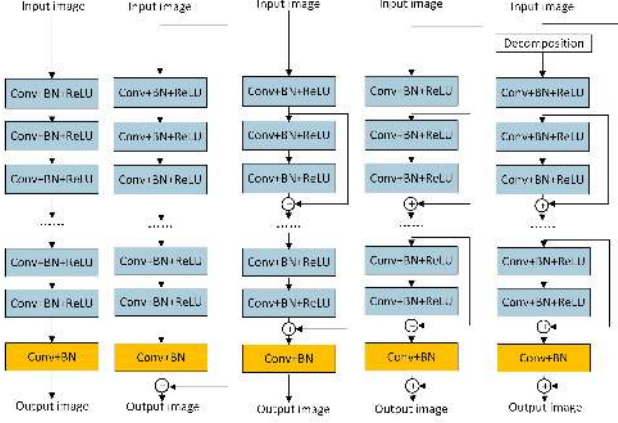 Input image
Conv+BN+ReLU
Conv+BN+ReLU
Conv+BN+ReLU
......
Conv+BN+ReLU
Conv+BN+ReLU
Conv+BN
Output image
Input image
Conv+BN+ReLU
Conv+BN+ReLU
Conv+BN+ReLU
......
Conv+BN+ReLU
Conv+BN+ReLU
Conv+BN
Output image
Input image
Conv+BN+ReLU
Conv+BN+ReLU
Conv+BN+ReLU
......
Conv+BN+ReLU
Conv+BN+ReLU
Conv+BN
Output image
Input image
Conv+BN+ReLU
Conv+BN+ReLU
Conv+BN+ReLU
......
Conv+BN+ReLU
Conv+BN+ReLU
Conv+BN
Output image
Input image
Decomposition
Conv+BN+ReLU
Conv+BN+ReLU
Conv+BN+ReLU
......
Conv+BN+ReLU
Conv+BN+ReLU
Conv+BN
Output image